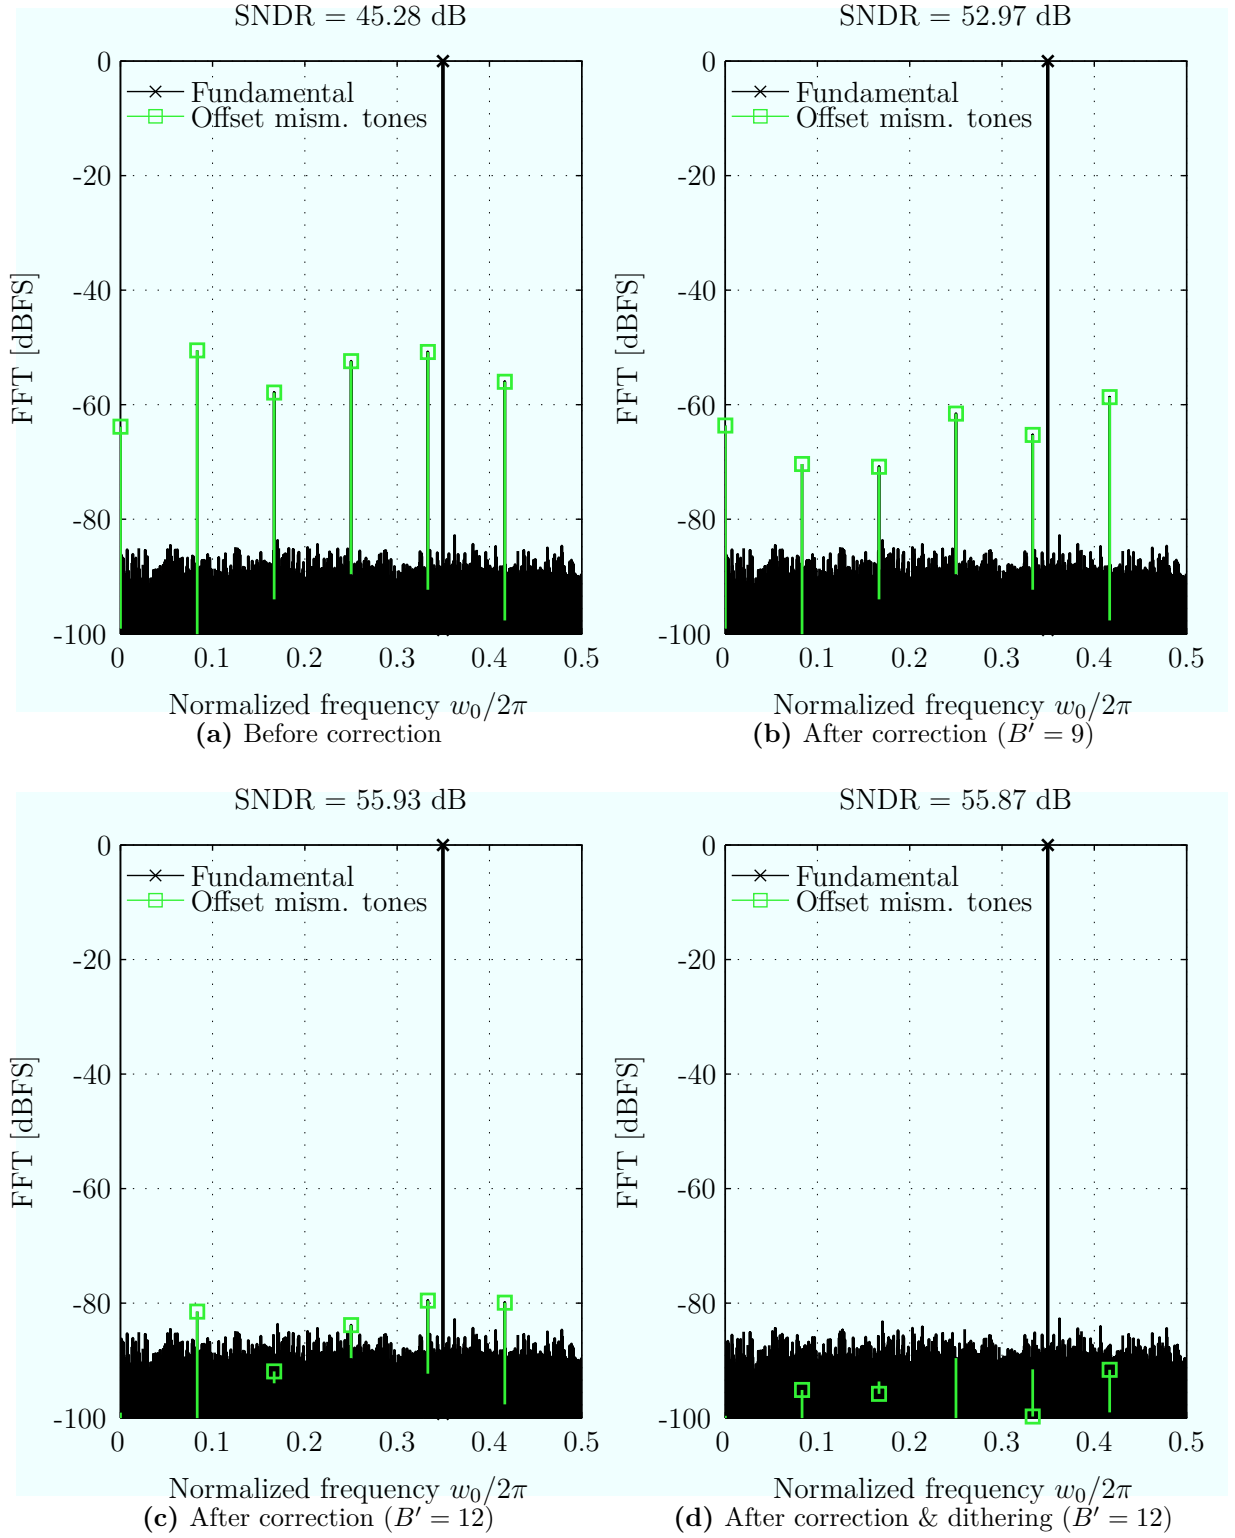 SNDR = 45.28 dB
0
-20
-40
-60
-80
-100
FFT [dBFS]
Fundamental
Offset mism. tones
0 0.1 0.2 0.3 0.4 0.5
Normalized frequency w₀/2π
(a) Before correction
SNDR = 52.97 dB
0
-20
-40
-60
-80
-100
FFT [dBFS]
Fundamental
Offset mism. tones
0 0.1 0.2 0.3 0.4 0.5
Normalized frequency w₀/2π
(b) After correction (B′ = 9)
SNDR = 55.93 dB
0
-20
-40
-60
-80
-100
FFT [dBFS]
Fundamental
Offset mism. tones
0 0.1 0.2 0.3 0.4 0.5
Normalized frequency w₀/2π
(c) After correction (B′ = 12)
SNDR = 55.87 dB
0
-20
-40
-60
-80
-100
FFT [dBFS]
Fundamental
Offset mism. tones
0 0.1 0.2 0.3 0.4 0.5
Normalized frequency w₀/2π
(d) After correction & dithering (B′ = 12)